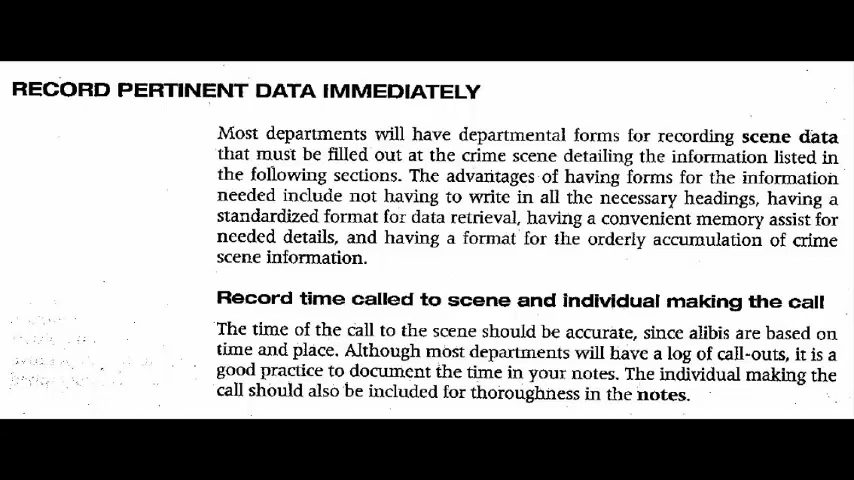 RECORD PERTINENT DATA IMMEDIATELY
Most departments will have departmental forms for recording scene data
that must be filled out at the crime scene detailing the information listed in
the following sections. The advantages of having forms for the information
needed include not having to write in all the necessary headings, having a
standardized format for data retrieval, having a convenient memory assist for
needed details, and having a format for the orderly accumulation of crime
scene information.
Record time called to scene and individual making the call
The time of the call to the scene should be accurate, since alibis are based on
time and place. Although most departments will have a log of call-outs, it is a
good practice to document the time in your notes. The individual making the
call should also be included for thoroughness in the notes.